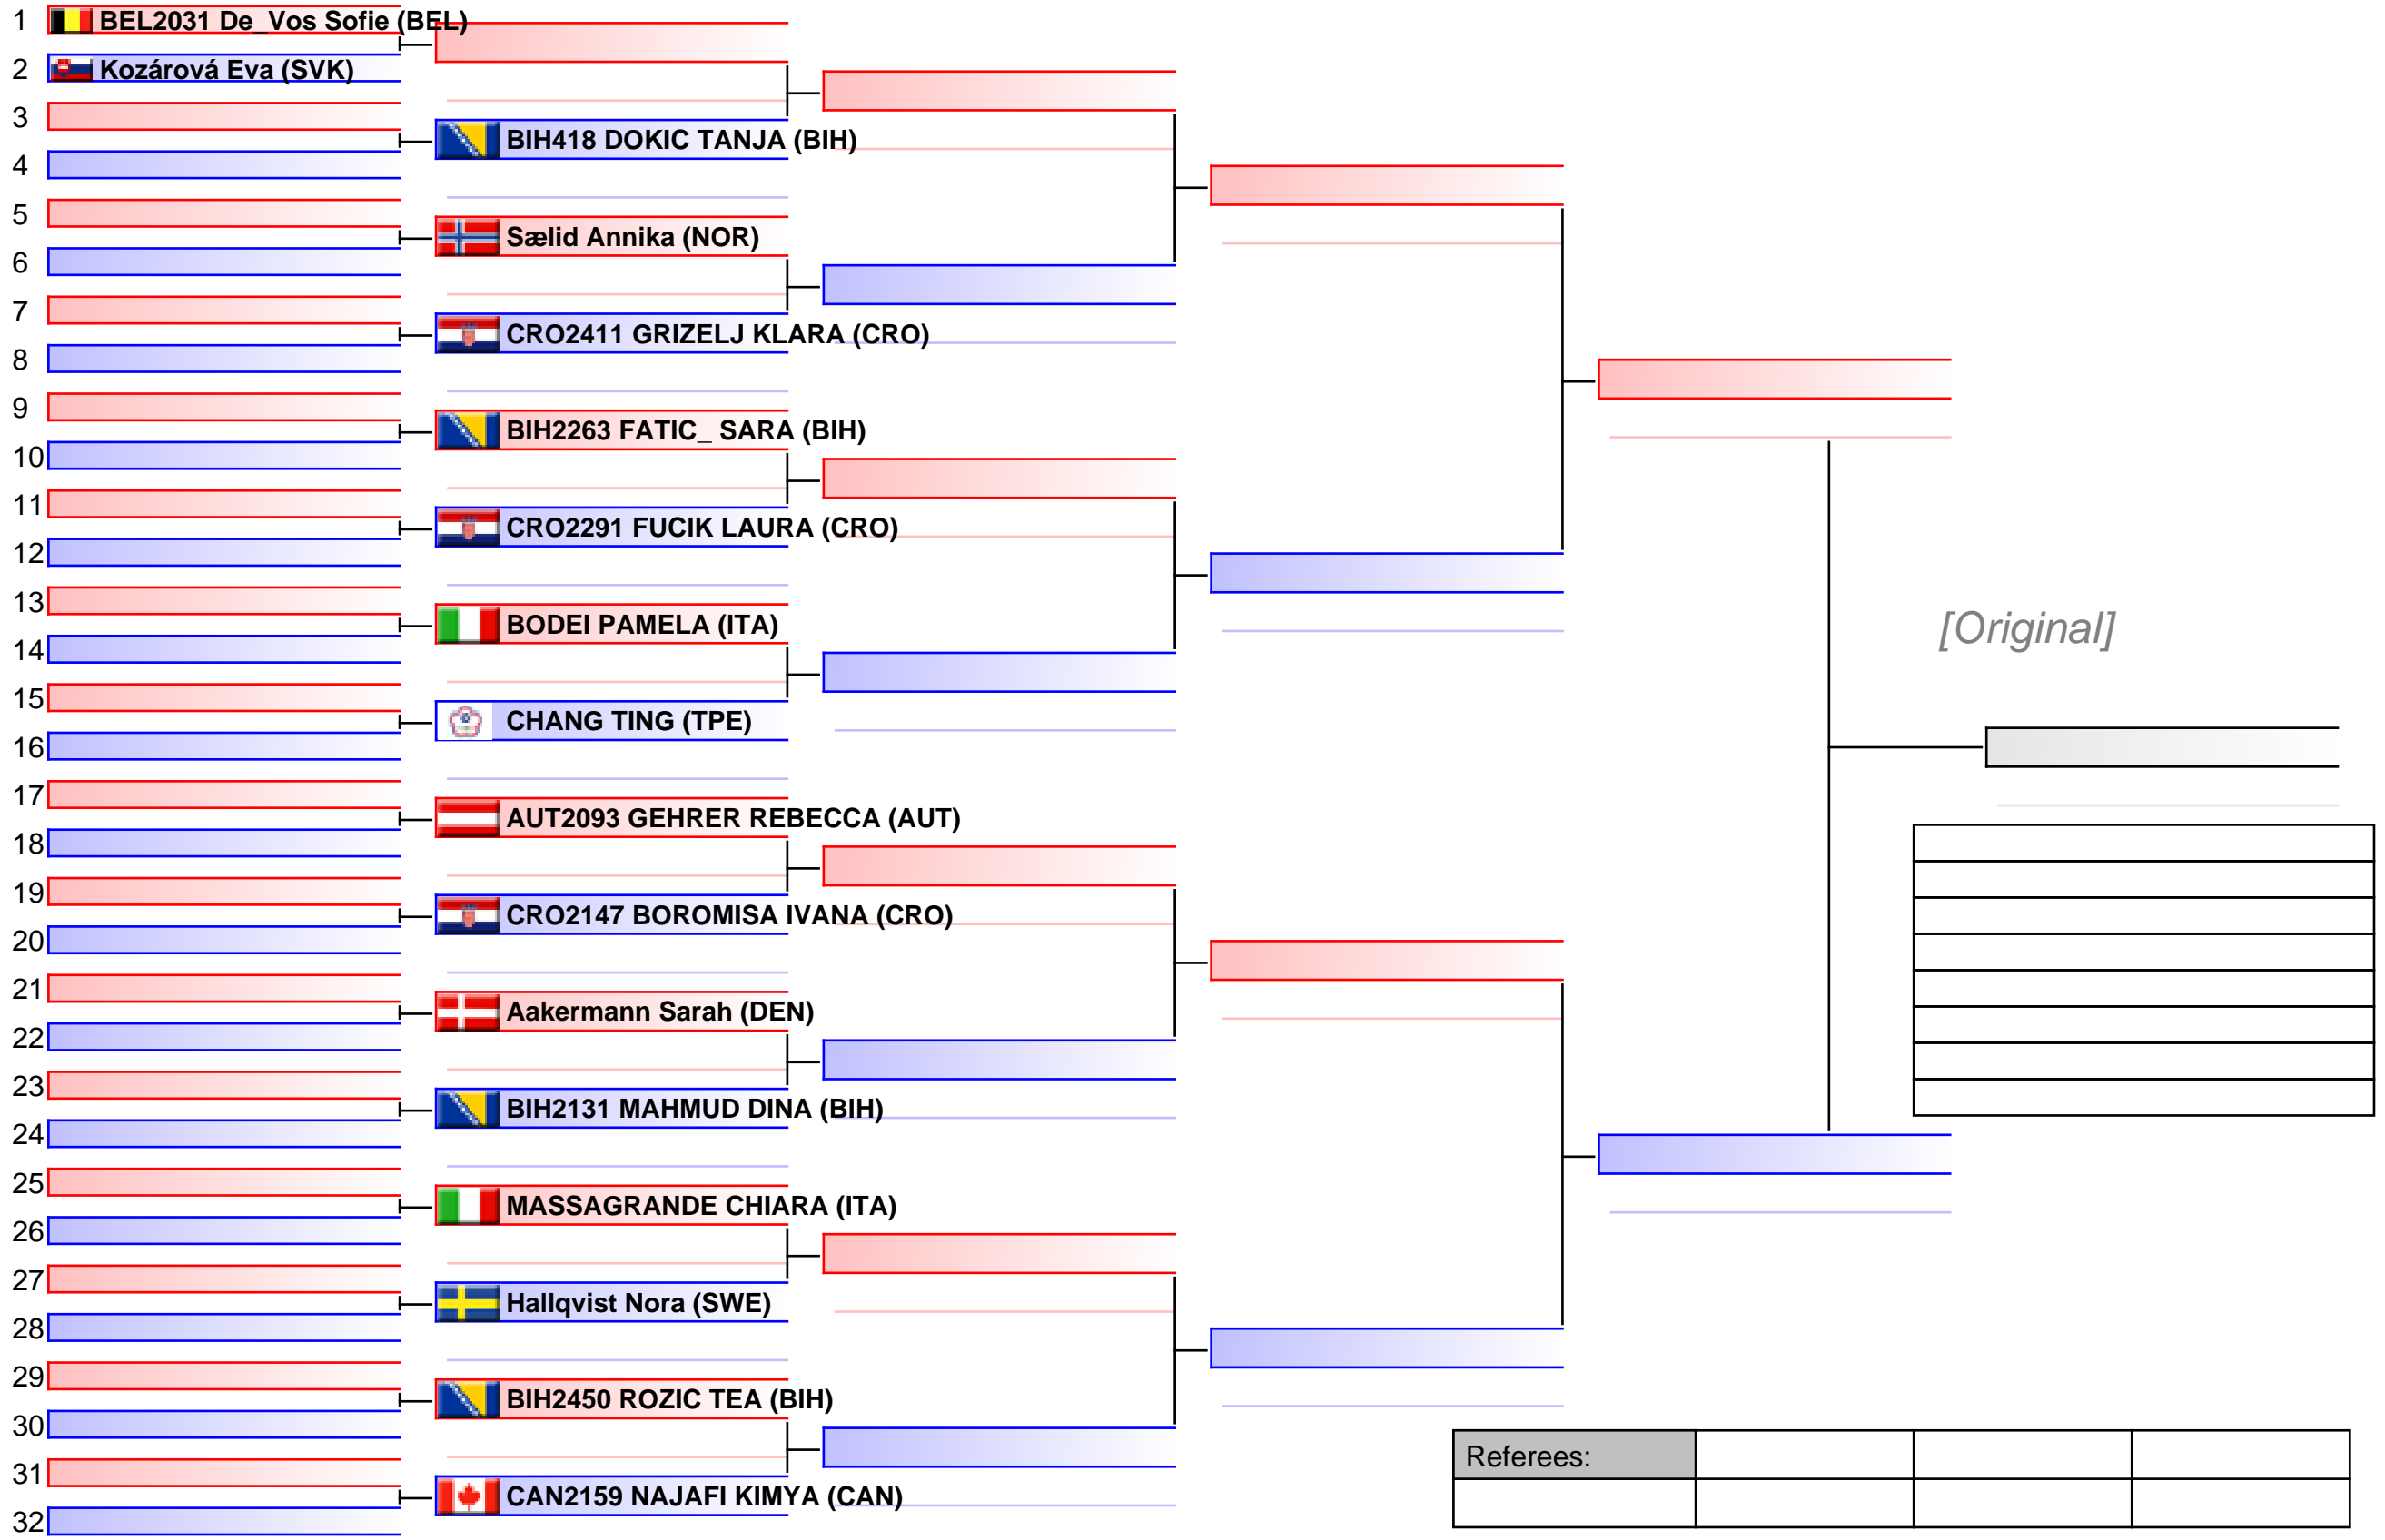 1 BEL2031 De_Vos Sofie (BEL)
2 Kozárová Eva (SVK)
3
BIH418 DOKIC TANJA (BIH)
4
5
Sælid Annika (NOR)
6
7
CRO2411 GRIZELJ KLARA (CRO)
8
9
BIH2263 FATIC_ SARA (BIH)
10
11
CRO2291 FUCIK LAURA (CRO)
12
13
BODEI PAMELA (ITA)
[Original]
14
15
CHANG TING (TPE)
16
17
AUT2093 GEHRER REBECCA (AUT)
18
19
CRO2147 BOROMISA IVANA (CRO)
20
21
Aakermann Sarah (DEN)
22
23
BIH2131 MAHMUD DINA (BIH)
24
25
MASSAGRANDE CHIARA (ITA)
26
27
Hallqvist Nora (SWE)
28
29
BIH2450 ROZIC TEA (BIH)
30
Referees:
31
CAN2159 NAJAFI KIMYA (CAN)
32